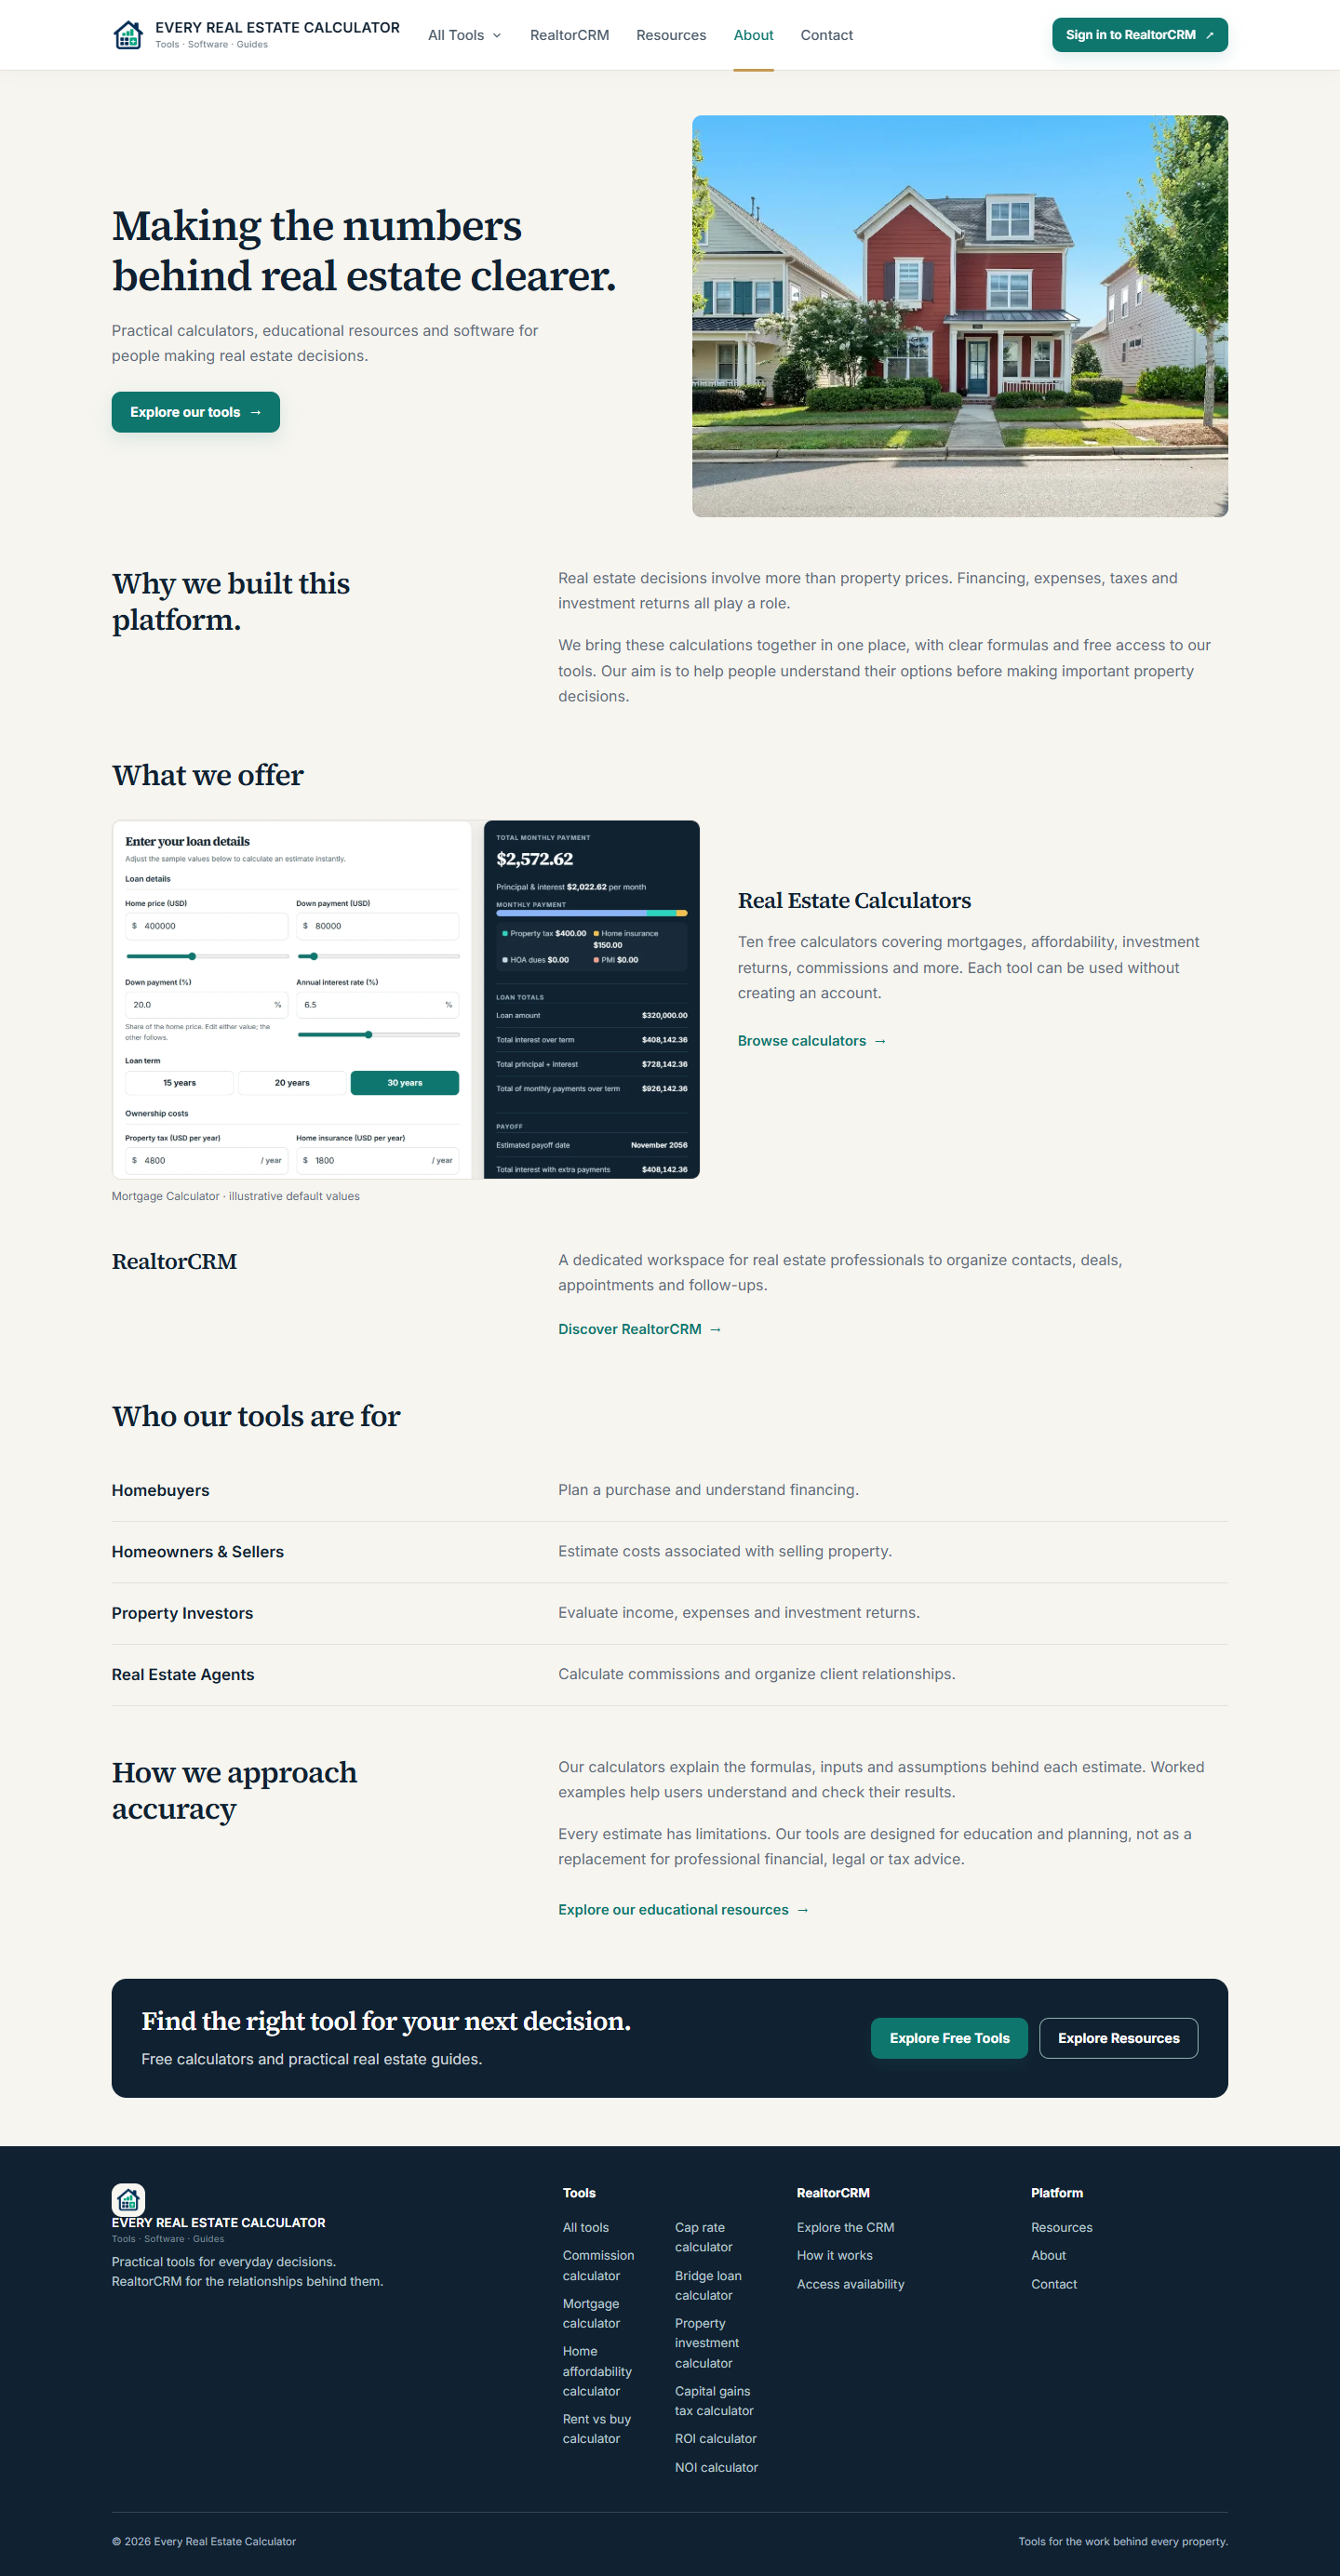 EVERY REAL ESTATE CALCULATOR
Tools · Software · Guides
All Tools
RealtorCRM
Resources
About
Contact
Sign in to RealtorCRM ↗
Making the numbers
behind real estate clearer.
Practical calculators, educational resources and software for
people making real estate decisions.
Explore our tools →
Why we built this
platform.
Real estate decisions involve more than property prices. Financing, expenses, taxes and
investment returns all play a role.
We bring these calculations together in one place, with clear formulas and free access to our
tools. Our aim is to help people understand their options before making important property
decisions.
What we offer
Enter your loan details
Adjust the sample values below to calculate an estimate instantly.
Loan details
Home price (USD)
Down payment (USD)
$ 400000
$ 80000
Down payment (%)
Annual interest rate (%)
20.0 %
6.5 %
Share of the home price. Edit either value; the
other follows.
Loan term
15 years
20 years
30 years
Ownership costs
Property tax (USD per year)
Home insurance (USD per year)
$ 4800 / year
$ 1800 / year
TOTAL MONTHLY PAYMENT
$2,572.62
Principal & interest $2,022.62 per month
MONTHLY PAYMENT
Property tax $400.00
Home insurance
$150.00
HOA dues $0.00
PMI $0.00
LOAN TOTALS
Loan amount $320,000.00
Total interest over term $408,142.36
Total principal + interest $728,142.36
Total of monthly payments over term $926,142.36
PAYOFF
Estimated payoff date November 2056
Total interest with extra payments $408,142.36
Mortgage Calculator · illustrative default values
Real Estate Calculators
Ten free calculators covering mortgages, affordability, investment
returns, commissions and more. Each tool can be used without
creating an account.
Browse calculators →
RealtorCRM
A dedicated workspace for real estate professionals to organize contacts, deals,
appointments and follow-ups.
Discover RealtorCRM →
Who our tools are for
Homebuyers
Plan a purchase and understand financing.
Homeowners & Sellers
Estimate costs associated with selling property.
Property Investors
Evaluate income, expenses and investment returns.
Real Estate Agents
Calculate commissions and organize client relationships.
How we approach
accuracy
Our calculators explain the formulas, inputs and assumptions behind each estimate. Worked
examples help users understand and check their results.
Every estimate has limitations. Our tools are designed for education and planning, not as a
replacement for professional financial, legal or tax advice.
Explore our educational resources →
Find the right tool for your next decision.
Free calculators and practical real estate guides.
Explore Free Tools
Explore Resources
EVERY REAL ESTATE CALCULATOR
Tools · Software · Guides
Practical tools for everyday decisions.
RealtorCRM for the relationships behind them.
Tools
All tools
Commission
calculator
Mortgage
calculator
Home
affordability
calculator
Rent vs buy
calculator
Cap rate
calculator
Bridge loan
calculator
Property
investment
calculator
Capital gains
tax calculator
ROI calculator
NOI calculator
RealtorCRM
Explore the CRM
How it works
Access availability
Platform
Resources
About
Contact
© 2026 Every Real Estate Calculator
Tools for the work behind every property.